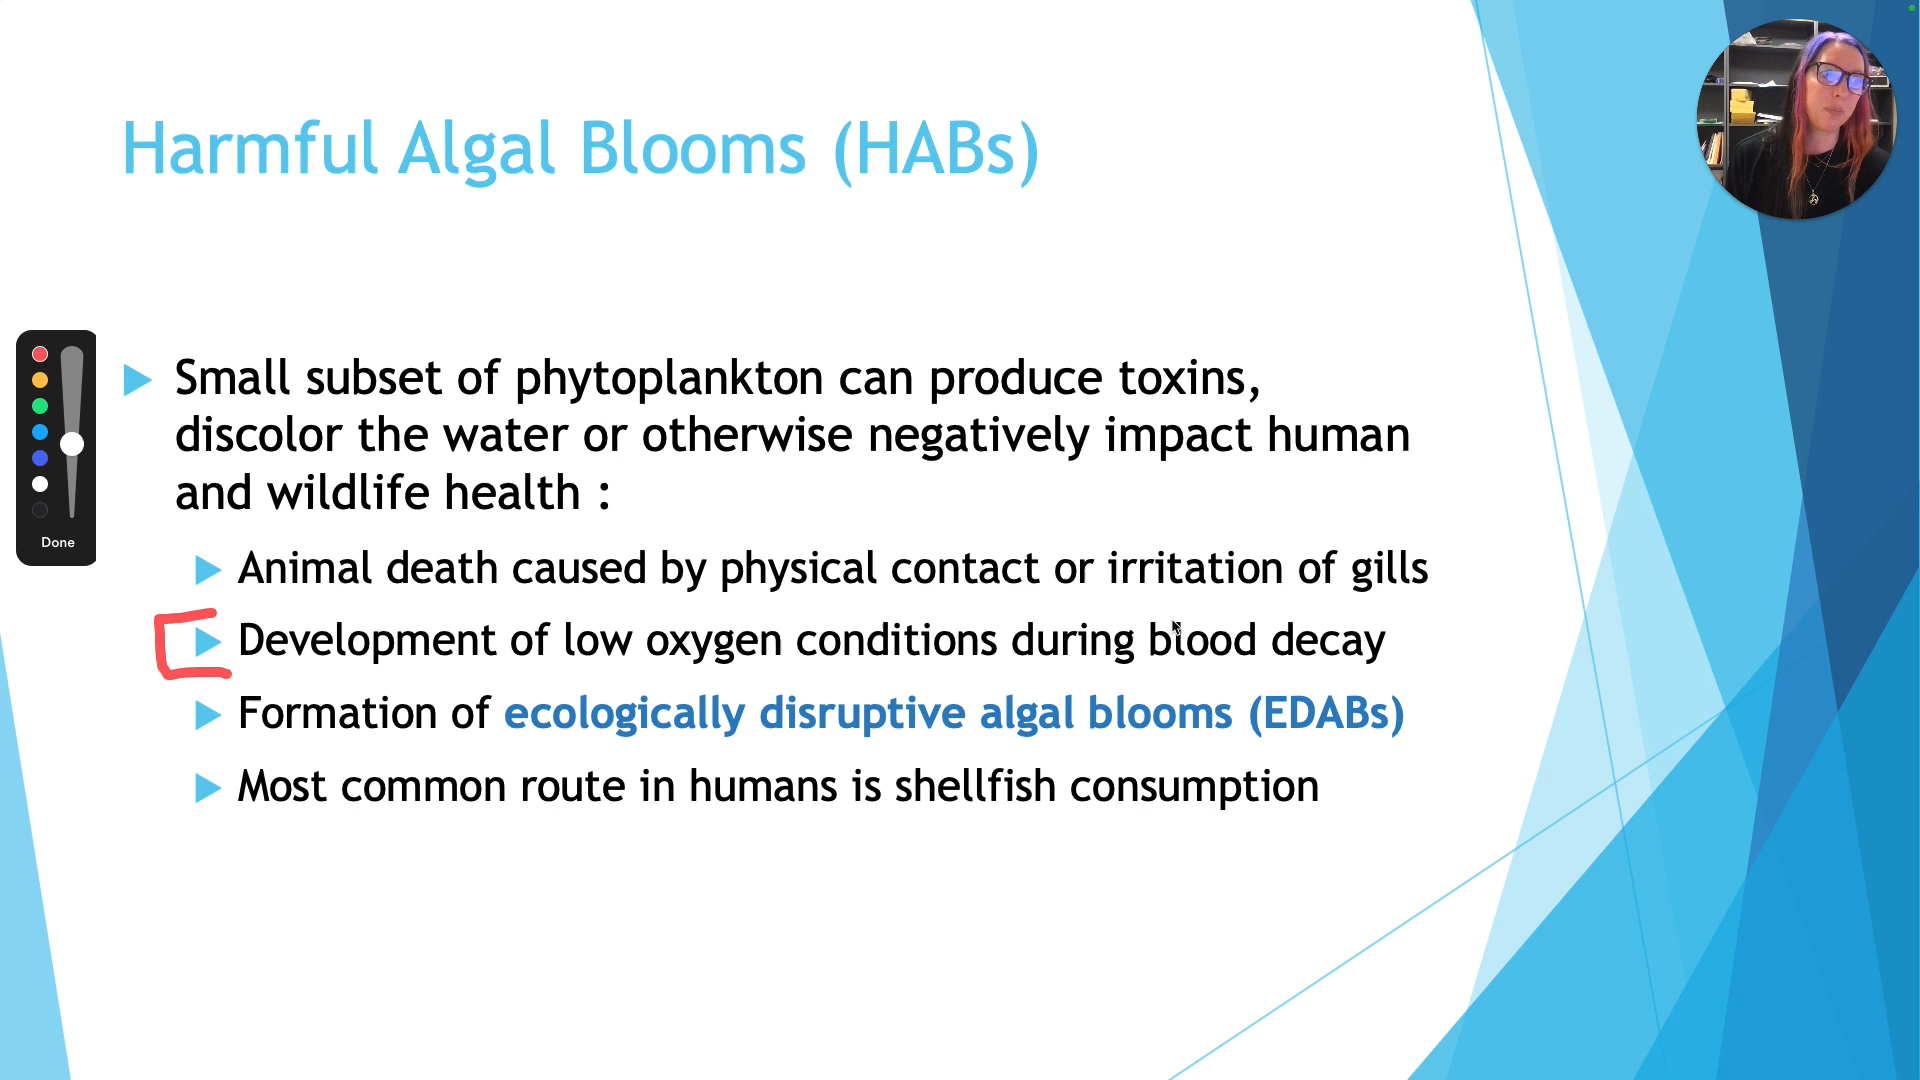 Harmful Algal Blooms (HABs)
Small subset of phytoplankton can produce toxins,
discolor the water or otherwise negatively impact human
and wildlife health :
Animal death caused by physical contact or irritation of gills
Development of low oxygen conditions during blood decay
Formation of ecologically disruptive algal blooms (EDABs)
Most common route in humans is shellfish consumption
Done